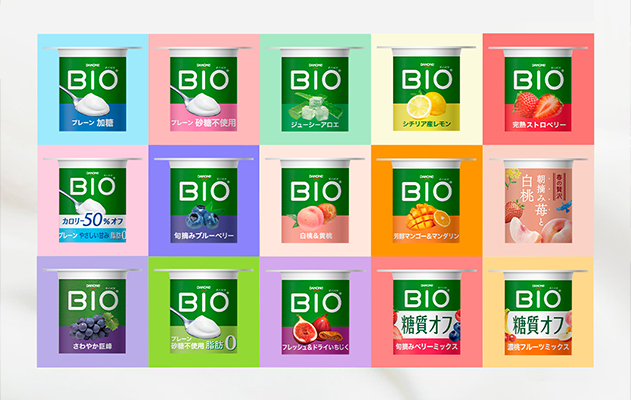 DANONE
BIO
プレーン 加糖
DANONE
BIO
プレーン 砂糖不使用
DANONE
BIO
ジューシーアロエ
DANONE
BIO
シチリア産レモン
DANONE
BIO
完熟ストロベリー
DANONE
BIO
カロリー50%オフ
プレーン やさしい甘み 脂肪0
DANONE
BIO
旬摘みブルーベリー
DANONE
BIO
白桃&黄桃
DANONE
BIO
芳醇マンゴー&マンダリン
春の贅沢
朝摘み苺と
白桃
DANONE
BIO
さわやか巨峰
DANONE
BIO
プレーン
砂糖不使用 脂肪0
DANONE
BIO
フレッシュ&ドライいちじく
DANONE
BIO
糖質オフ
旬摘みベリーミックス
DANONE
BIO
糖質オフ
濃桃フルーツミックス